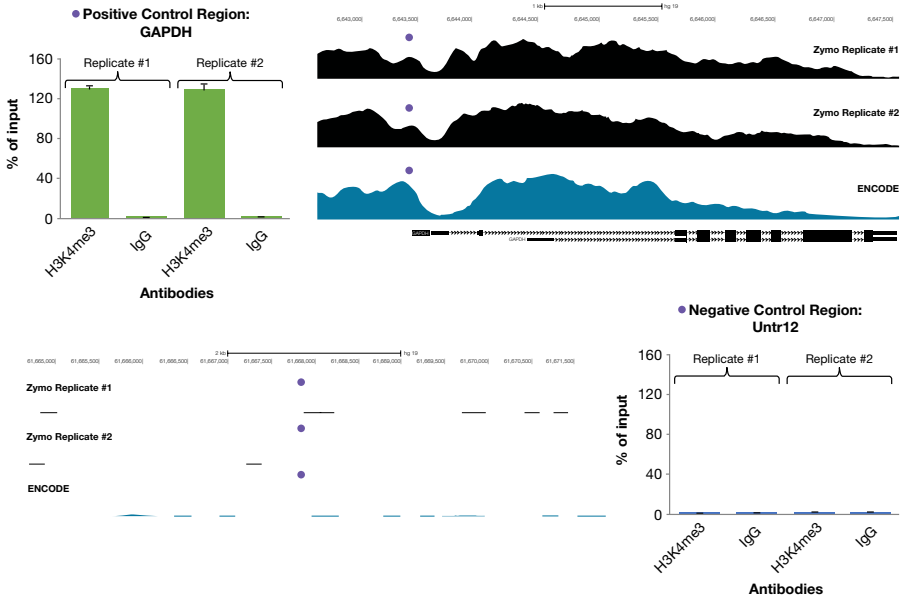 Positive Control Region:
GAPDH
160
120
80
40
0
% of input
Replicate #1
Replicate #2
H3K4me3
IgG
H3K4me3
IgG
Antibodies
1 kb
hg 19
6,643,000|
6,643,500|
6,644,000|
6,644,500|
6,645,000|
6,645,500|
6,646,000|
6,646,500|
6,647,000|
6,647,500|
Zymo Replicate #1
Zymo Replicate #2
ENCODE
GAPDH
GAPDH
2 kb
hg 19
61,665,000|
61,665,500|
61,666,000|
61,666,500|
61,667,000|
61,667,500|
61,668,000|
61,668,500|
61,669,000|
61,669,500|
61,670,000|
61,670,500|
61,671,500|
Zymo Replicate #1
Zymo Replicate #2
ENCODE
Negative Control Region:
Untr12
160
120
80
40
0
% of input
Replicate #1
Replicate #2
H3K4me3
IgG
H3K4me3
IgG
Antibodies